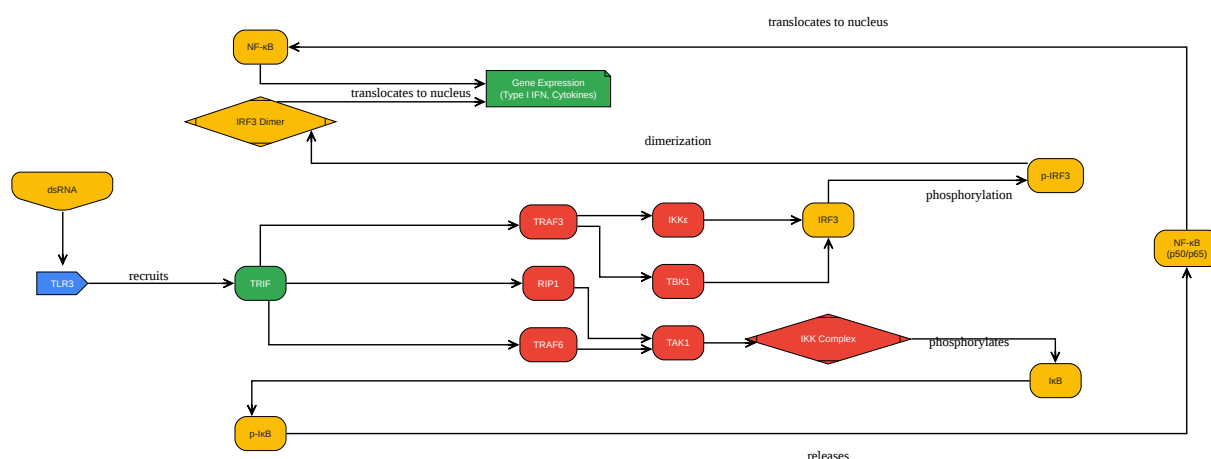 translocates to nucleus
NF-κB
Gene Expression
(Type I IFN, Cytokines)
translocates to nucleus
IRF3 Dimer
dimerization
p-IRF3
dsRNA
phosphorylation
TRAF3
IKKε
IRF3
NF-κB
(p50/p65)
recruits
TLR3
TRIF
RIP1
TBK1
TRAF6
TAK1
IKK Complex
phosphorylates
IκB
p-IκB
releases